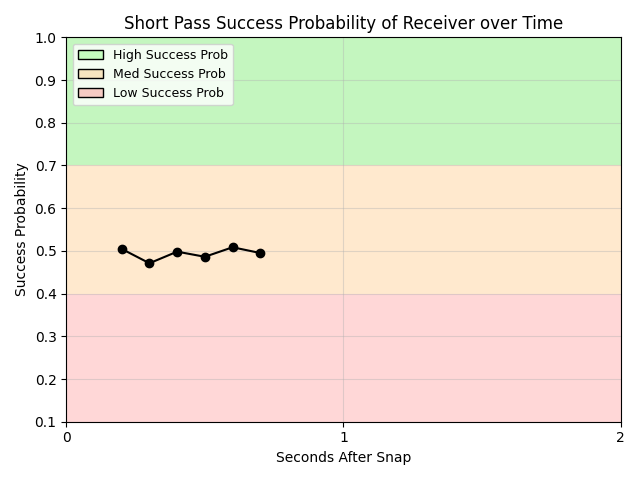 Short Pass Success Probability of Receiver over Time
1.0
High Success Prob
Med Success Prob
Low Success Prob
0.9
0.8
0.7
0.6
0.5
0.4
0.3
0.2
0.1
Success Probability
0
1
2
Seconds After Snap